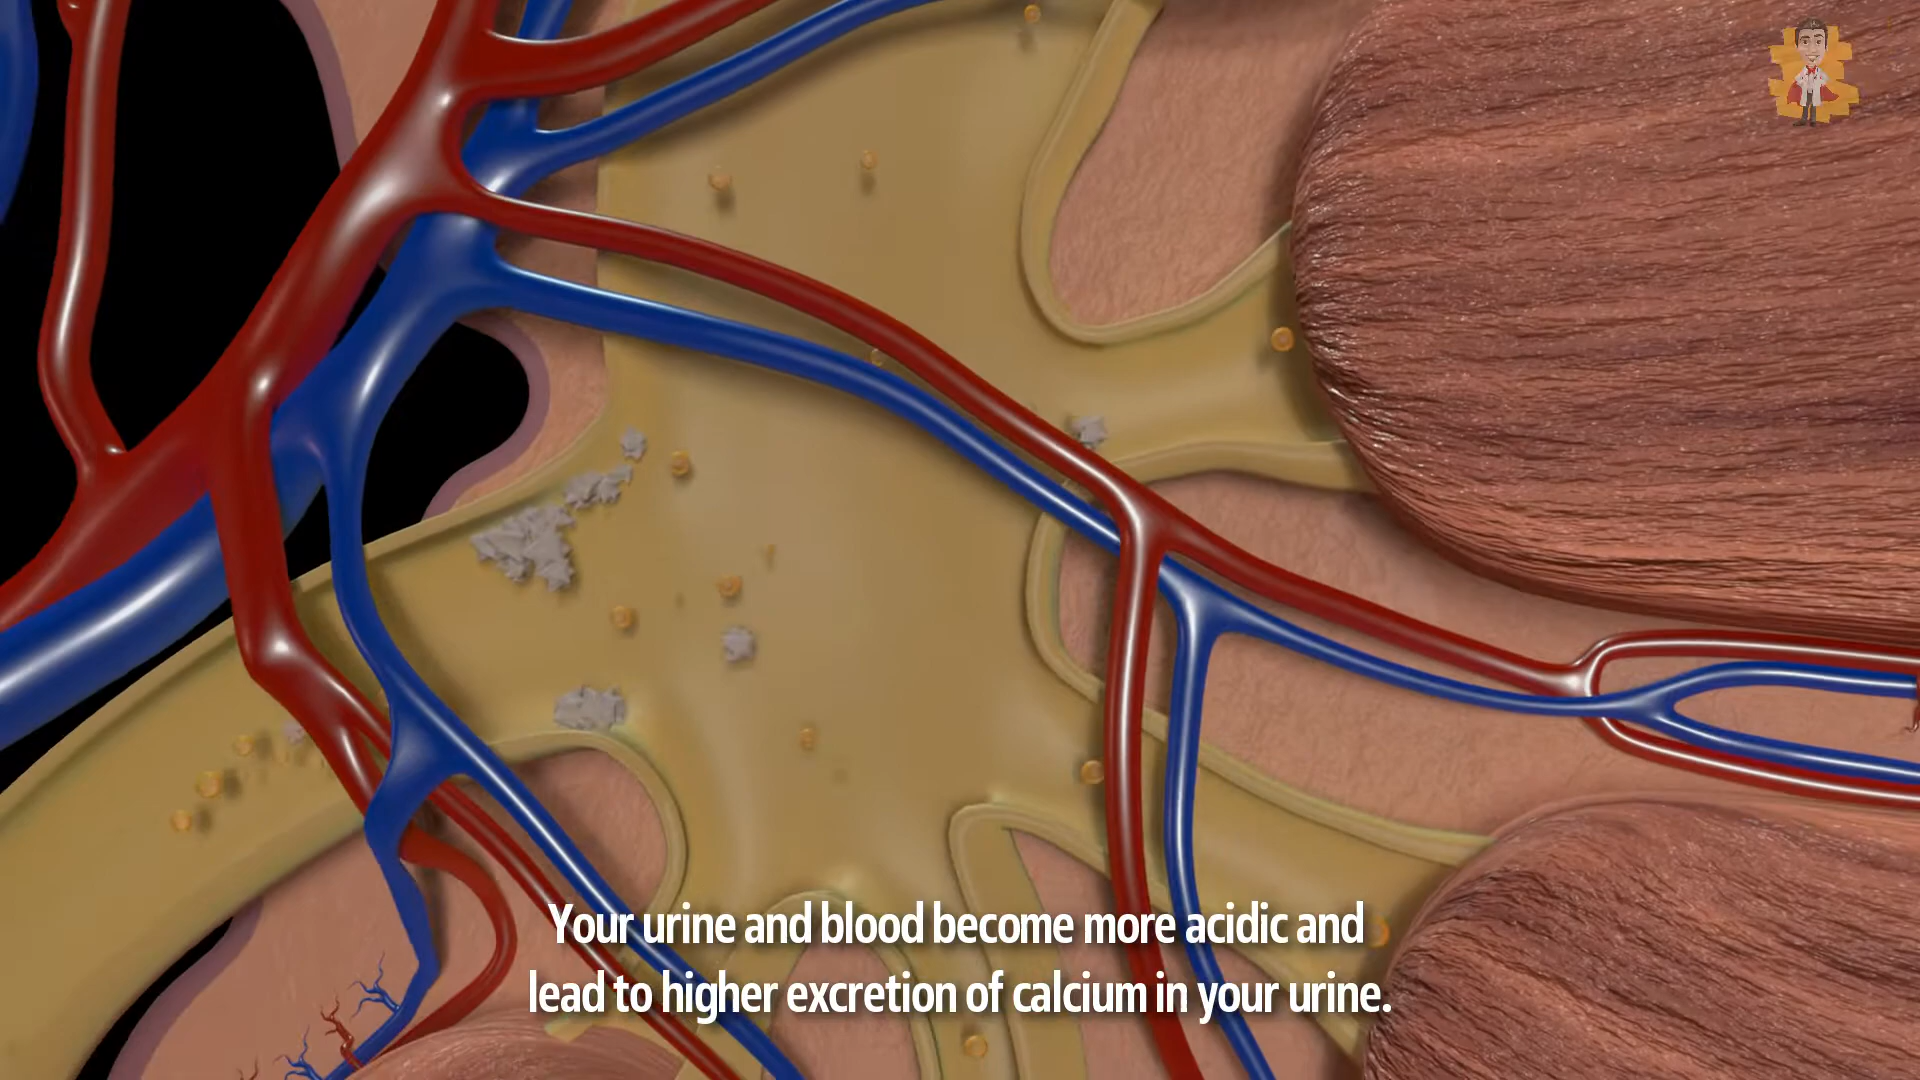 Your urine and blood become more acidic and
lead to higher excretion of calcium in your urine.